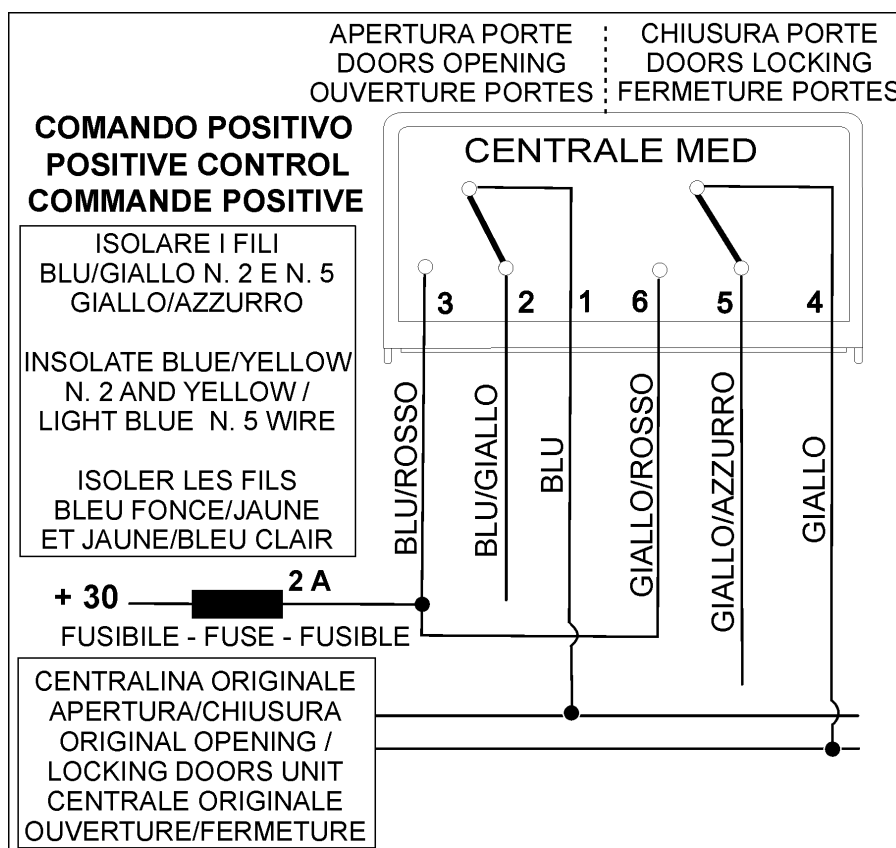 APERTURA PORTE
DOORS OPENING
OUVERTURE PORTES
CHIUSURA PORTE
DOORS LOCKING
FERMETURE PORTES
COMANDO POSITIVO
POSITIVE CONTROL
COMMANDE POSITIVE
CENTRALE MED
ISOLARE I FILI
BLU/GIALLO N. 2 E N. 5
GIALLO/AZZURRO
INSOLATE BLUE/YELLOW
N. 2 AND YELLOW /
LIGHT BLUE N. 5 WIRE
ISOLER LES FILS
BLEU FONCE/JAUNE
ET JAUNE/BLEU CLAIR
3 2 1 6 5 4
BLU/ROSSO
BLU/GIALLO
BLU
GIALLO/ROSSO
GIALLO/AZZURRO
GIALLO
+ 30
2 A
FUSIBILE - FUSE - FUSIBLE
CENTRALINA ORIGINALE
APERTURA/CHIUSURA
ORIGINAL OPENING /
LOCKING DOORS UNIT
CENTRALE ORIGINALE
OUVERTURE/FERMETURE